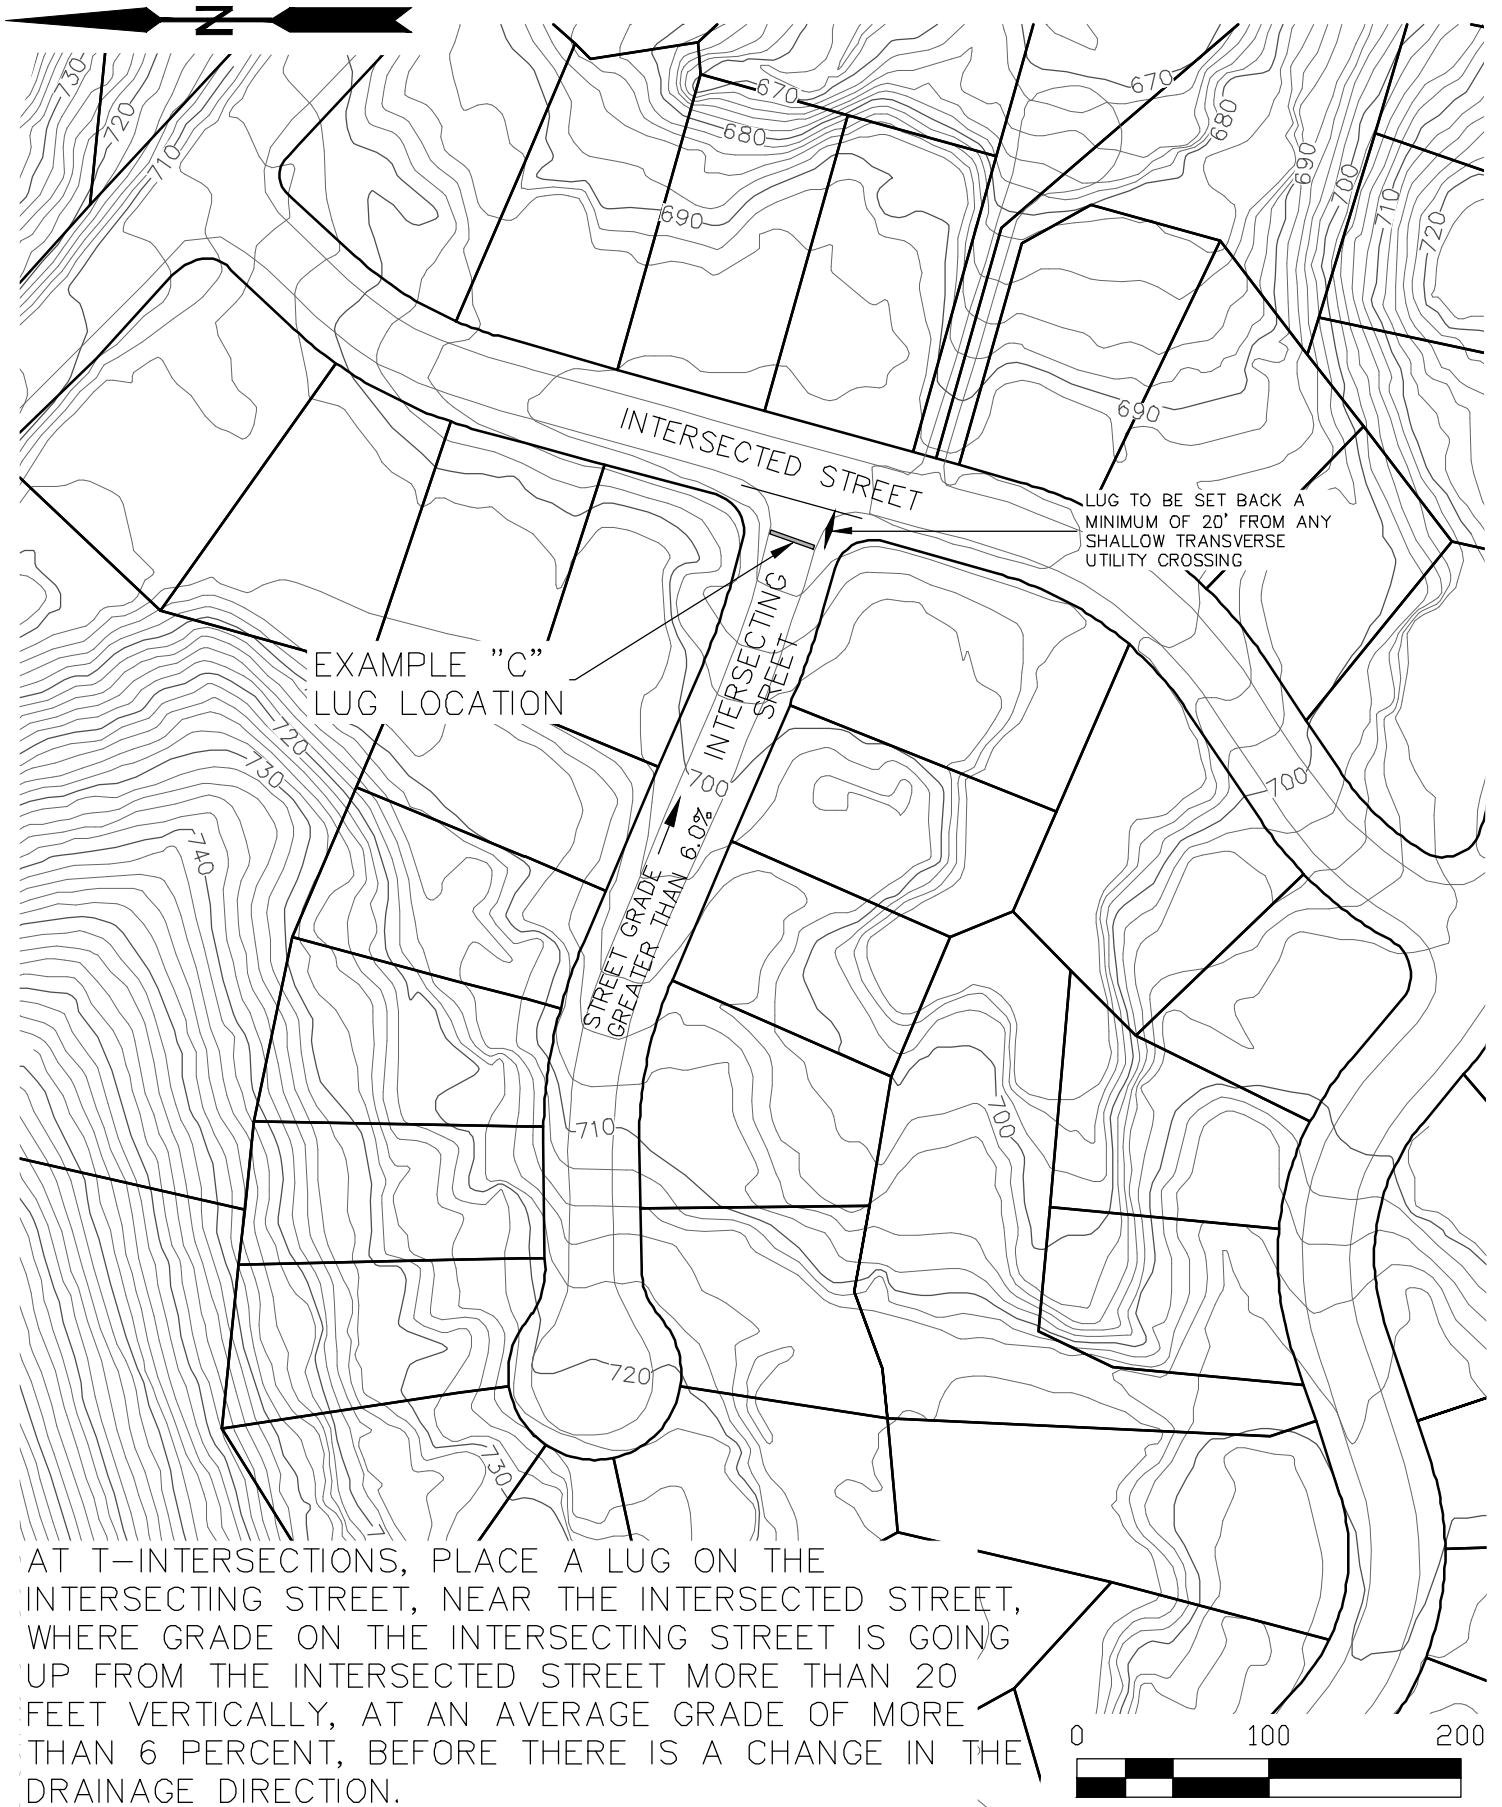 N
730
720
710
670
680
690
670
680
690
700
710
720
690
INTERSECTED STREET
LUG TO BE SET BACK A
MINIMUM OF 20' FROM ANY
SHALLOW TRANSVERSE
UTILITY CROSSING
INTERSECTING
SREET
EXAMPLE "C"
LUG LOCATION
720
730
740
700
700
STREET GRADE
GREATER THAN 6.0%
700
710
720
730
AT T-INTERSECTIONS, PLACE A LUG ON THE
INTERSECTING STREET, NEAR THE INTERSECTED STREET,
WHERE GRADE ON THE INTERSECTING STREET IS GOING
UP FROM THE INTERSECTED STREET MORE THAN 20
FEET VERTICALLY, AT AN AVERAGE GRADE OF MORE
THAN 6 PERCENT, BEFORE THERE IS A CHANGE IN THE
DRAINAGE DIRECTION.
0 100 200